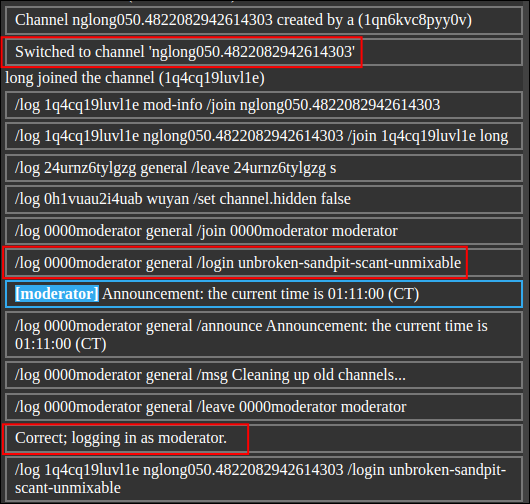 Channel nglong050.4822082942614303 created by a (1qn6kvc8pyy0v)
Switched to channel 'nglong050.4822082942614303'
long joined the channel (1q4cq19luvl1e)
/log 1q4cq19luvl1e mod-info /join nglong050.4822082942614303
/log 1q4cq19luvl1e nglong050.4822082942614303 /join 1q4cq19luvl1e long
/log 24urnz6tylgzg general /leave 24urnz6tylgzg s
/log 0h1vuau2i4uab wuyan /set channel.hidden false
/log 0000moderator general /join 0000moderator moderator
/log 0000moderator general /login unbroken-sandpit-scant-unmixable
[moderator] Announcement: the current time is 01:11:00 (CT)
/log 0000moderator general /announce Announcement: the current time is
01:11:00 (CT)
/log 0000moderator general /msg Cleaning up old channels...
/log 0000moderator general /leave 0000moderator moderator
Correct; logging in as moderator.
/log 1q4cq19luvl1e nglong050.4822082942614303 /login unbroken-sandpit-
scant-unmixable